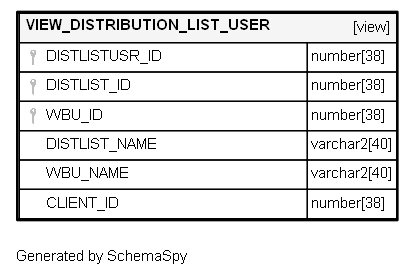 VIEW_DISTRIBUTION_LIST_USER [view]
DISTLISTUSR_ID number[38]
DISTLIST_ID number[38]
WBU_ID number[38]
DISTLIST_NAME varchar2[40]
WBU_NAME varchar2[40]
CLIENT_ID number[38]
Generated by SchemaSpy